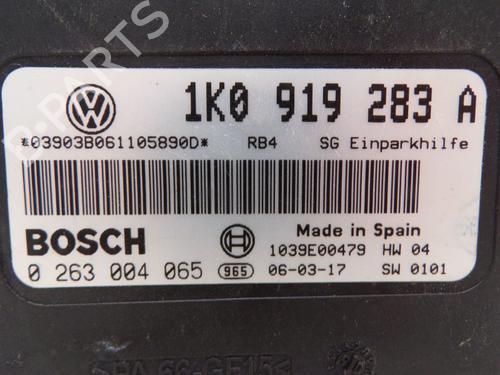 1K0 919 283 A
*03903B061105890D* RB4 SG Einparkhilfe
BOSCH Made in Spain
1039E00479 HW 04
0 263 004 065 965 06-03-17 SW 0101
B-PARTS